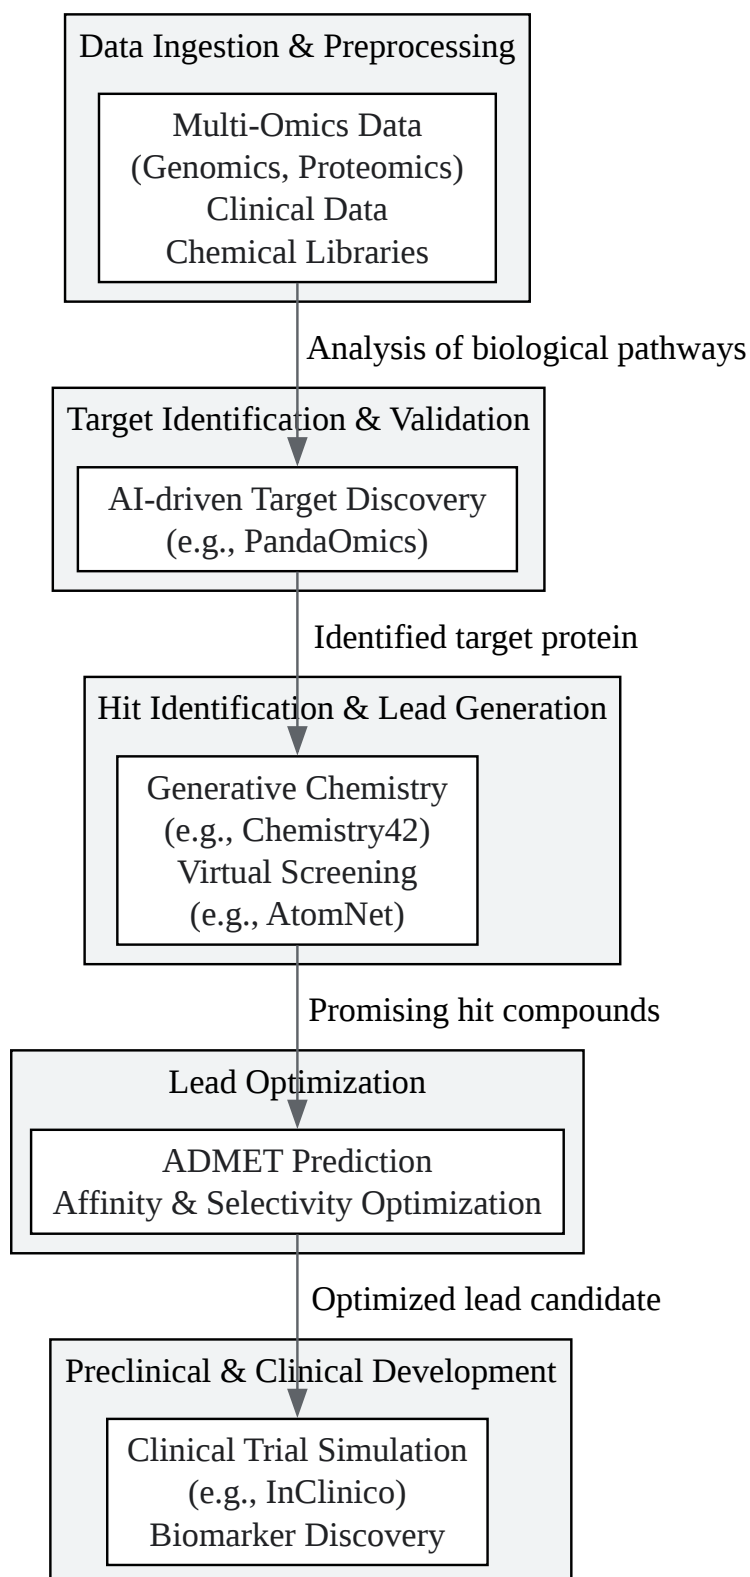 Data Ingestion & Preprocessing
Multi-Omics Data
(Genomics, Proteomics)
Clinical Data
Chemical Libraries
Analysis of biological pathways
Target Identification & Validation
AI-driven Target Discovery
(e.g., PandaOmics)
Identified target protein
Hit Identification & Lead Generation
Generative Chemistry
(e.g., Chemistry42)
Virtual Screening
(e.g., AtomNet)
Promising hit compounds
Lead Optimization
ADMET Prediction
Affinity & Selectivity Optimization
Optimized lead candidate
Preclinical & Clinical Development
Clinical Trial Simulation
(e.g., InClinico)
Biomarker Discovery